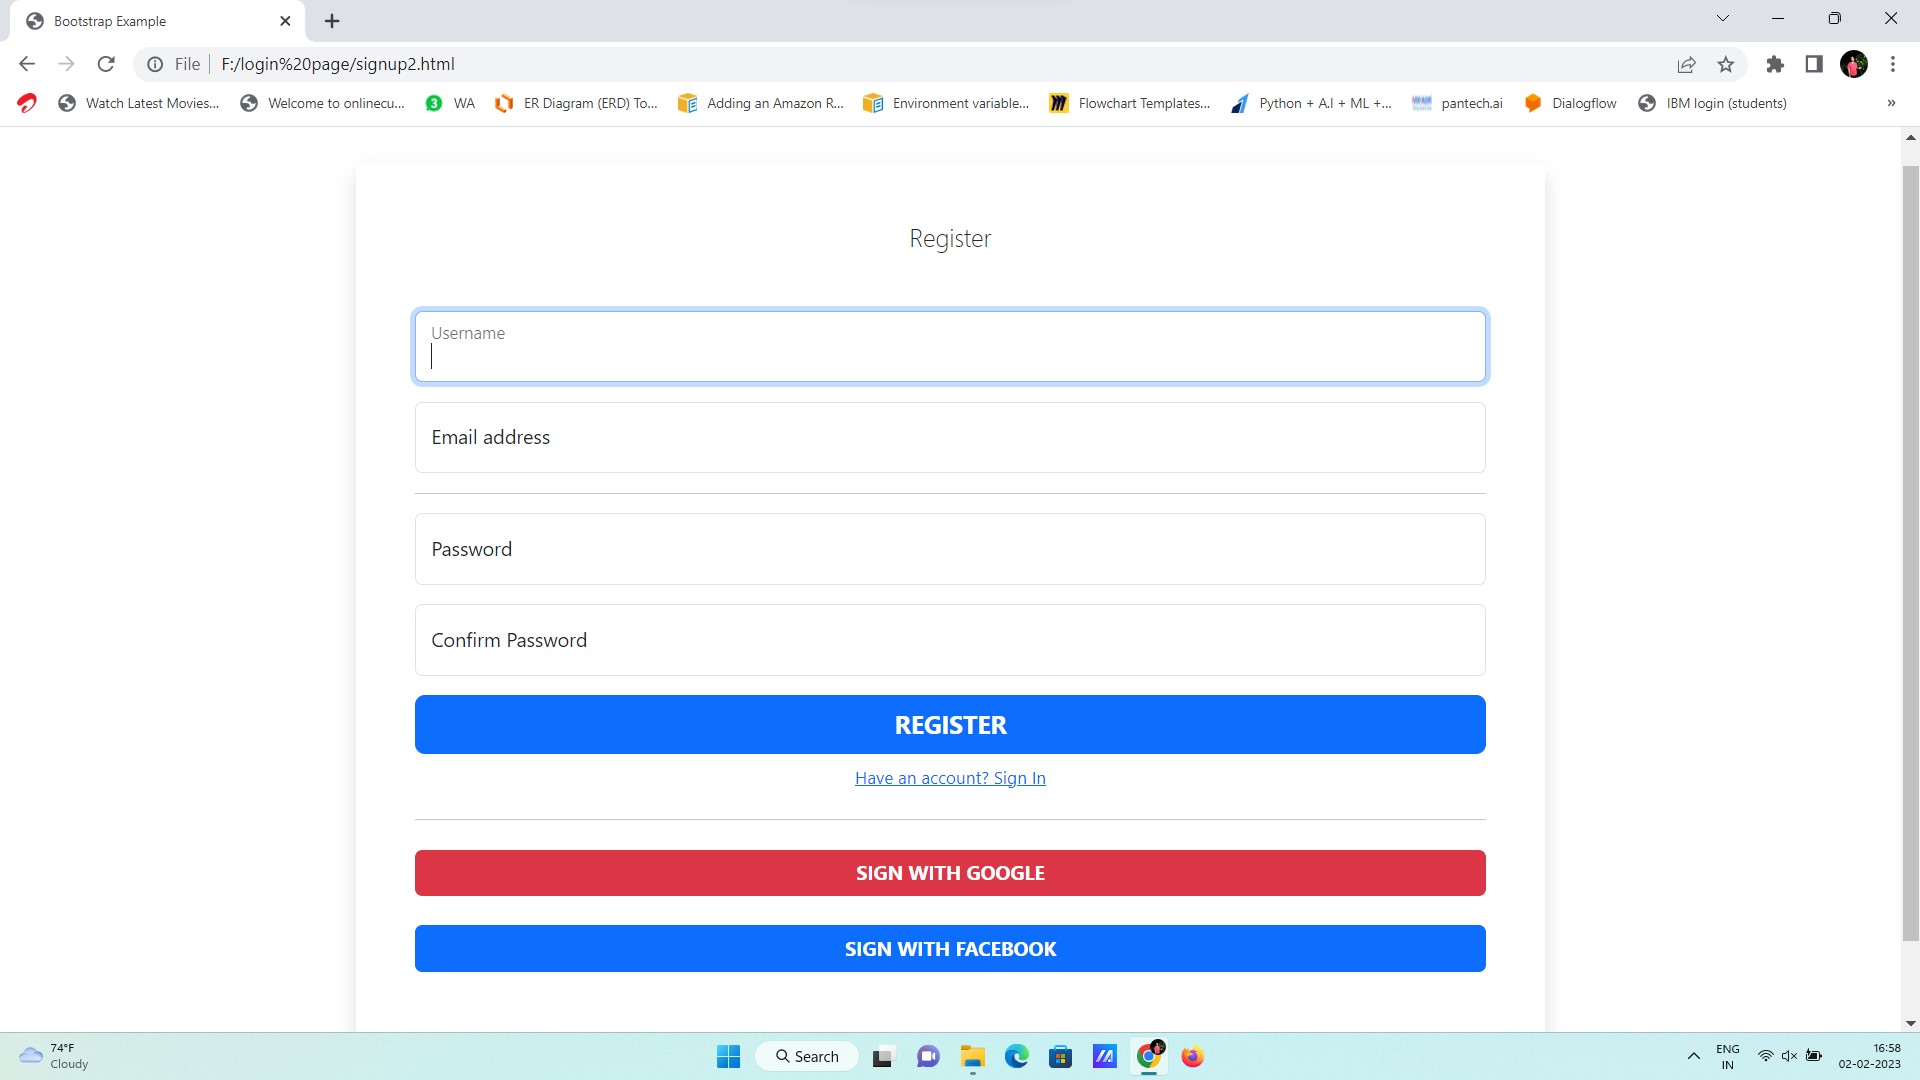 Bootstrap Example
File F:/login%20page/signup2.html
Watch Latest Movies... Welcome to onlinecu... 3 WA ER Diagram (ERD) To... Adding an Amazon R... Environment variable... Flowchart Templates... Python + A.I + ML +... pantech.ai Dialogflow IBM login (students) »
Register
Username
Email address
Password
Confirm Password
REGISTER
Have an account? Sign In
SIGN WITH GOOGLE
SIGN WITH FACEBOOK
74°F
Cloudy
Search
ENG
IN
16:58
02-02-2023